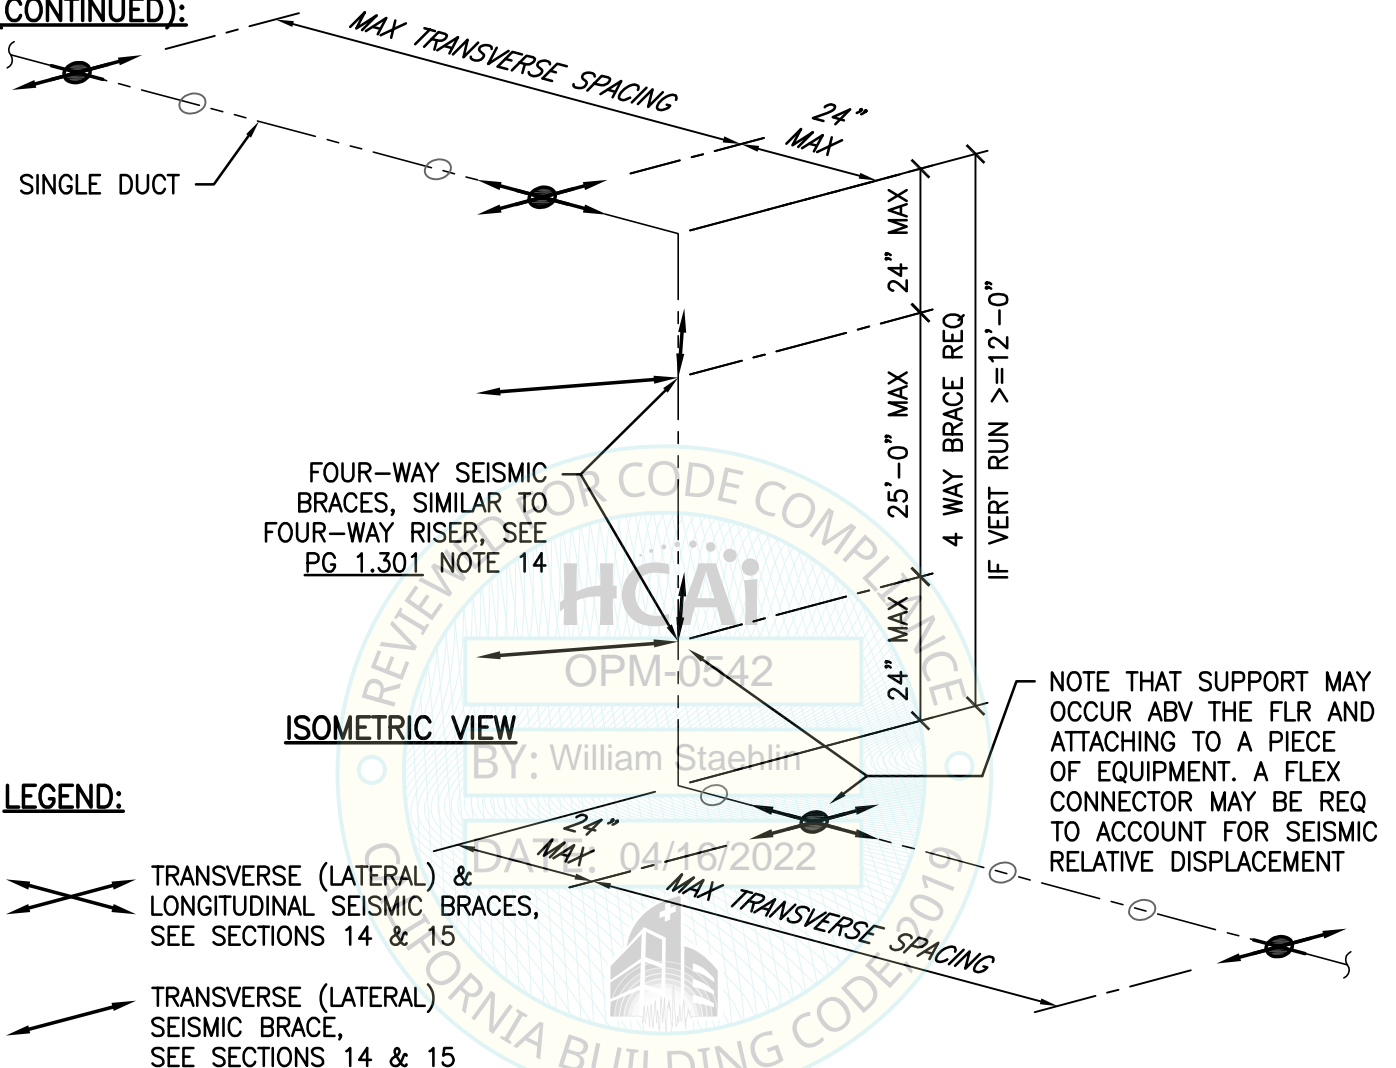 CONTINUED):
MAX TRANSVERSE SPACING
24"
MAX
SINGLE DUCT
24" MAX
25'-0" MAX
24" MAX
4 WAY BRACE REQ
IF VERT RUN >=12'-0"
FOUR-WAY SEISMIC
BRACES, SIMILAR TO
FOUR-WAY RISER, SEE
PG 1.301 NOTE 14
REVIEWED FOR CODE COMPLIANCE
HCAi
OPM-0542
BY: William Staehlin
DATE: 04/16/2022
CALIFORNIA BUILDING CODE 2019
ISOMETRIC VIEW
NOTE THAT SUPPORT MAY
OCCUR ABV THE FLR AND
ATTACHING TO A PIECE
OF EQUIPMENT. A FLEX
CONNECTOR MAY BE REQ
TO ACCOUNT FOR SEISMIC
RELATIVE DISPLACEMENT
24"
MAX
MAX TRANSVERSE SPACING
LEGEND:
TRANSVERSE (LATERAL) &
LONGITUDINAL SEISMIC BRACES,
SEE SECTIONS 14 & 15
TRANSVERSE (LATERAL)
SEISMIC BRACE,
SEE SECTIONS 14 & 15